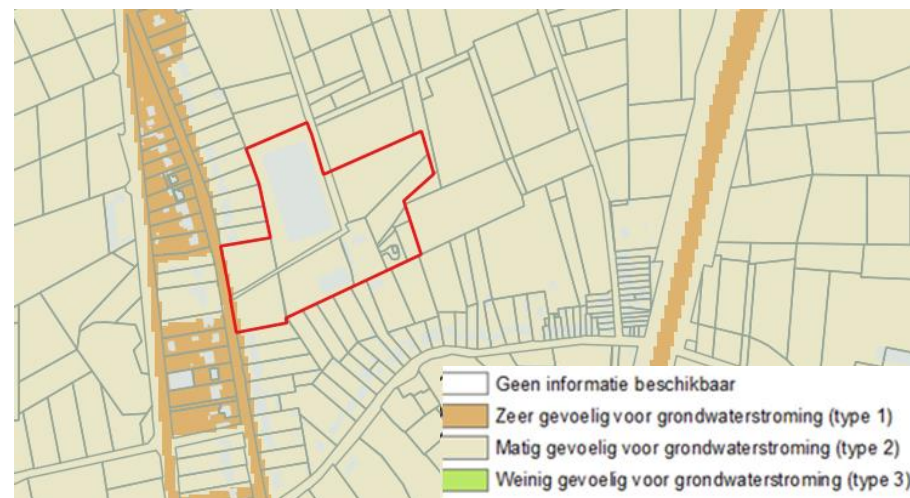 Geen informatie beschikbaar
Zeer gevoelig voor grondwaterstroming (type 1)
Matig gevoelig voor grondwaterstroming (type 2)
Weinig gevoelig voor grondwaterstroming (type 3)